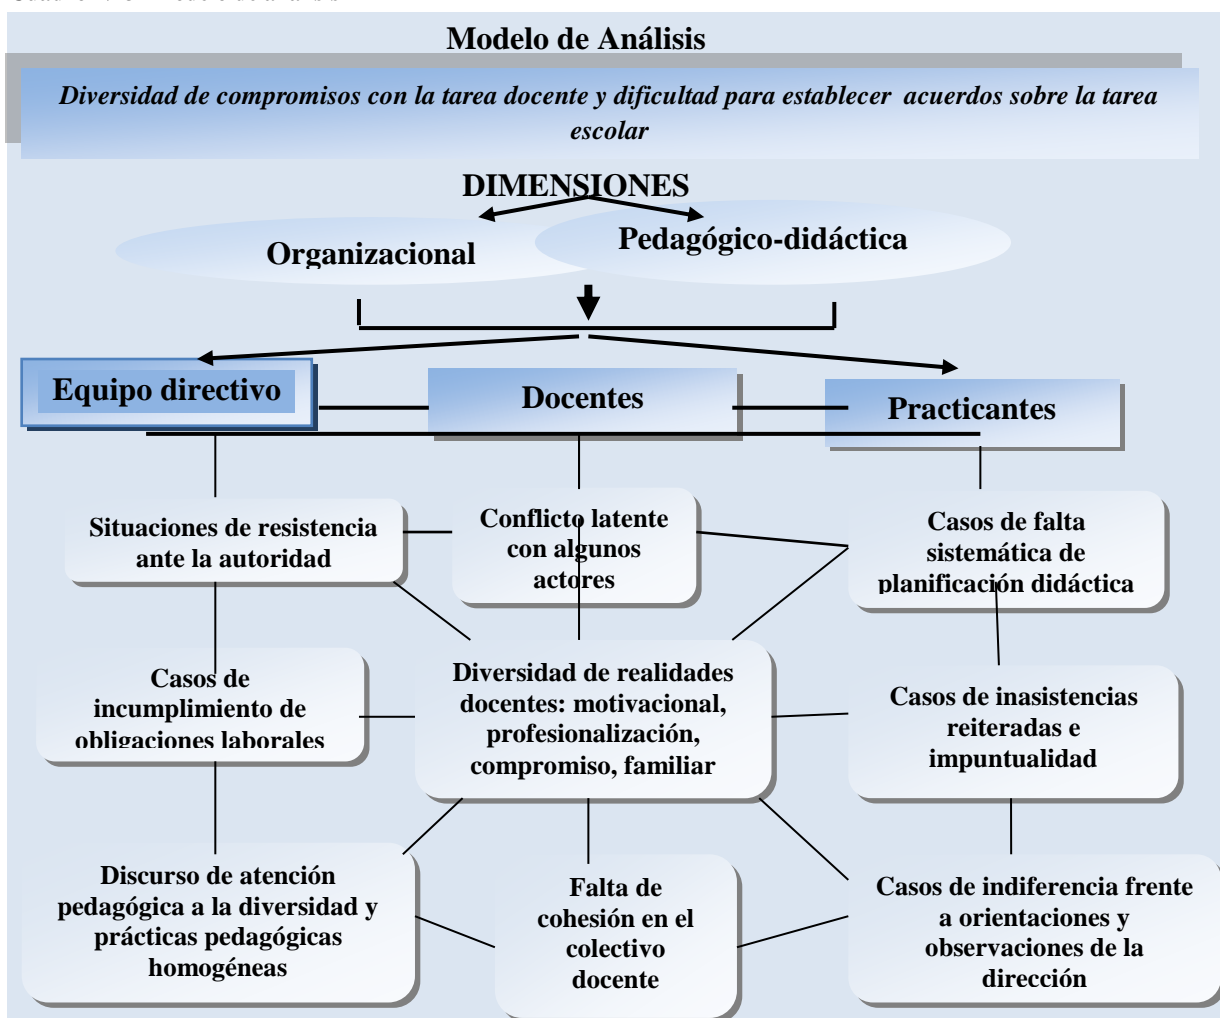 Modelo de Análisis
Diversidad de compromisos con la tarea docente y dificultad para establecer acuerdos sobre la tarea
escolar
DIMENSIONES
Organizacional
Pedagógico-didáctica
Equipo directivo
Docentes
Practicantes
Situaciones de resistencia
ante la autoridad
Conflicto latente
con algunos
actores
Casos de falta
sistemática de
planificación didáctica
Casos de
incumplimiento de
obligaciones laborales
Diversidad de realidades
docentes: motivacional,
profesionalización,
compromiso, familiar
Casos de inasistencias
reiteradas e
impuntualidad
Discurso de atención
pedagógica a la diversidad y
prácticas pedagógicas
homogéneas
Falta de
cohesión en el
colectivo
docente
Casos de indiferencia frente
a orientaciones y
observaciones de la
dirección